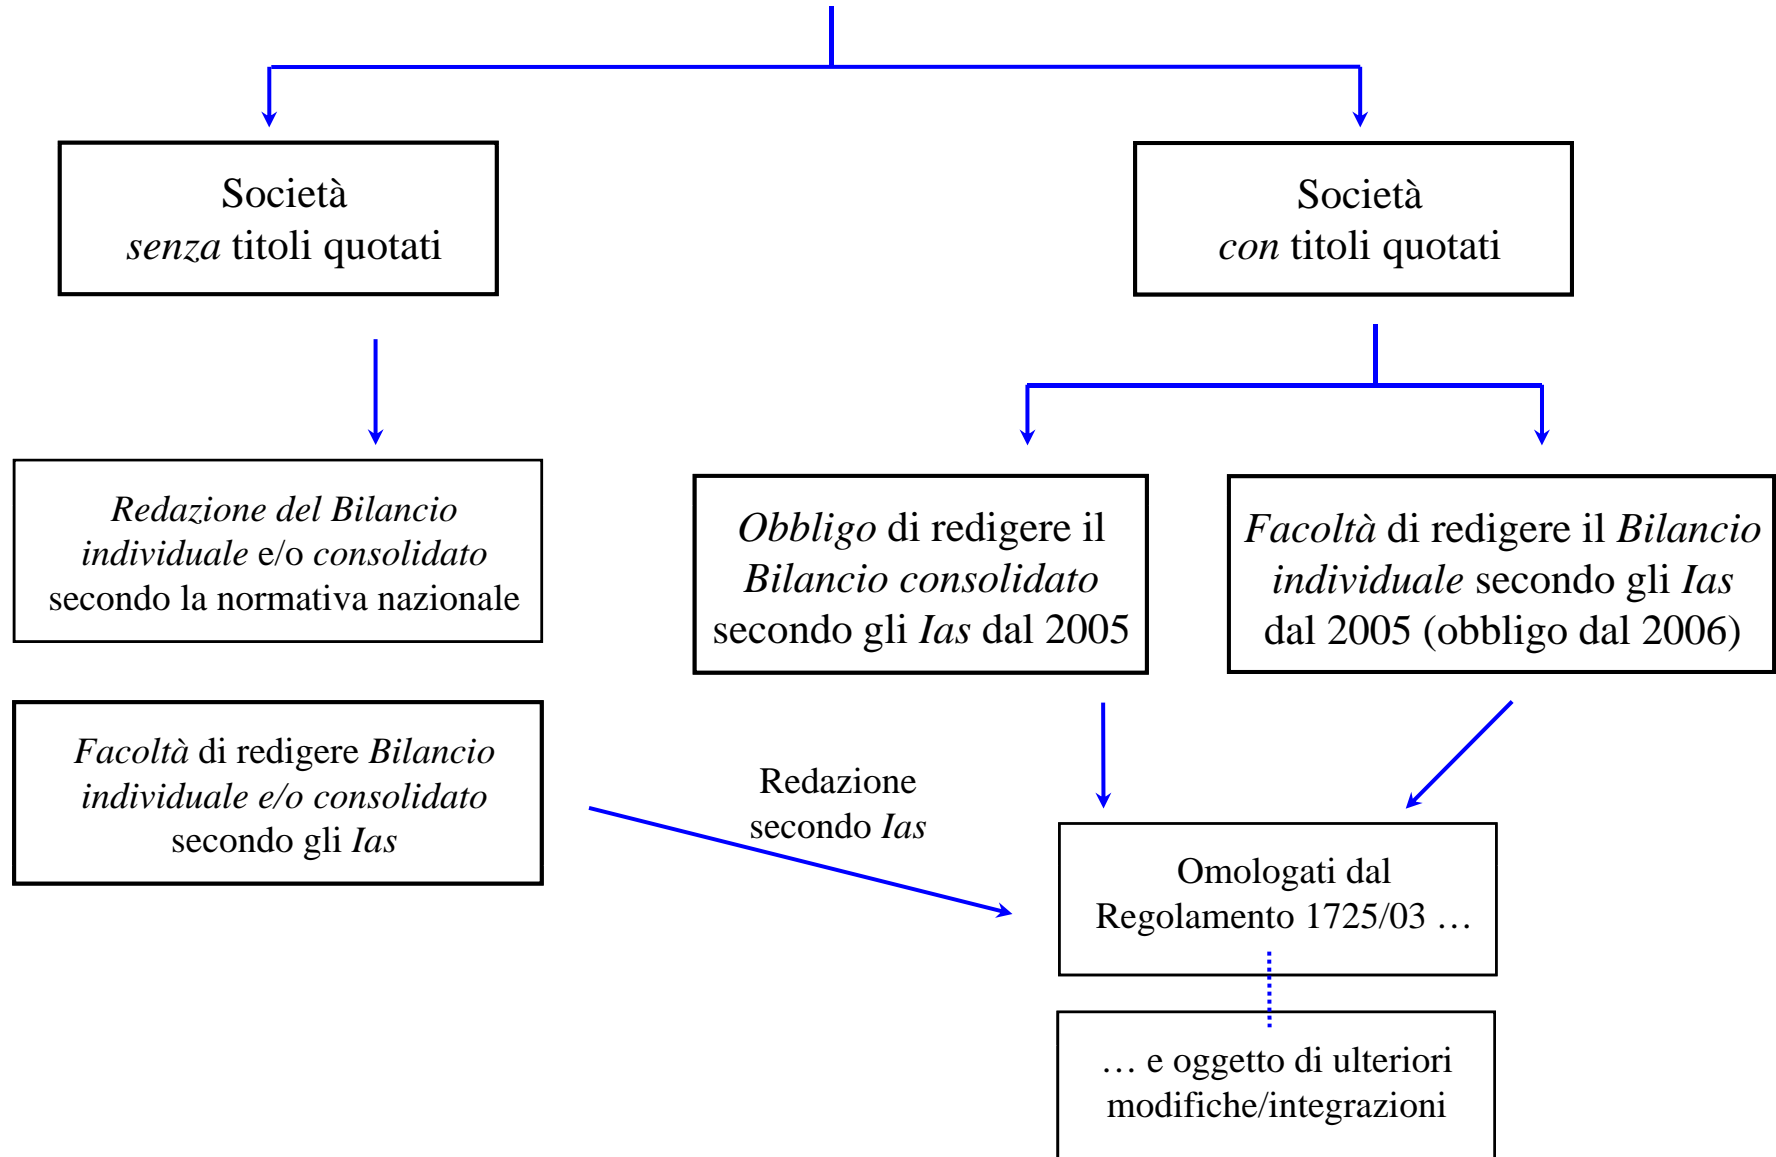 Società
senza titoli quotati
Società
con titoli quotati
Redazione del Bilancio
individuale e/o consolidato
secondo la normativa nazionale
Obbligo di redigere il
Bilancio consolidato
secondo gli Ias dal 2005
Facoltà di redigere il Bilancio
individuale secondo gli Ias
dal 2005 (obbligo dal 2006)
Facoltà di redigere Bilancio
individuale e/o consolidato
secondo gli Ias
Redazione
secondo Ias
Omologati dal
Regolamento 1725/03 …
… e oggetto di ulteriori
modifiche/integrazioni